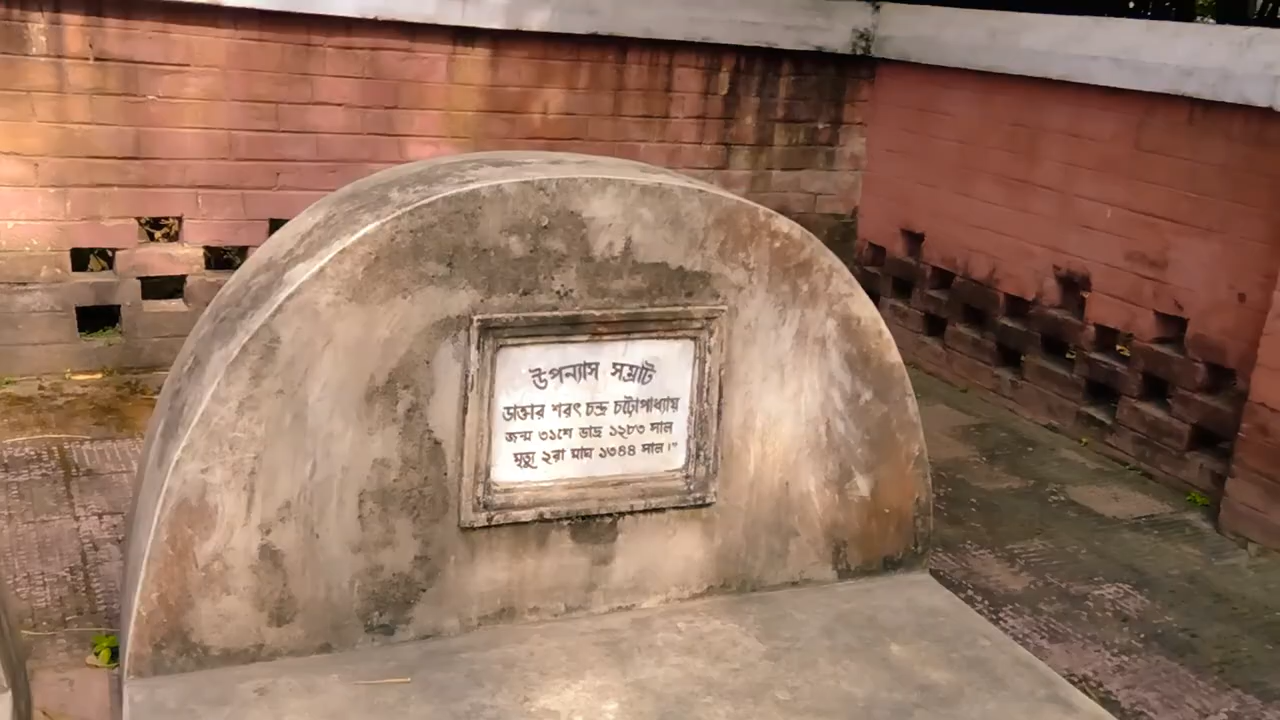 উপন্যাস সম্রাট
ডাক্তার শরৎ চন্দ্র চট্টোপাধ্যায়
জন্ম ৩১শে ভাদ্র ১২৮৩ সাল
মৃত্যু ২রা মাঘ ১৩৪৪ সাল।"